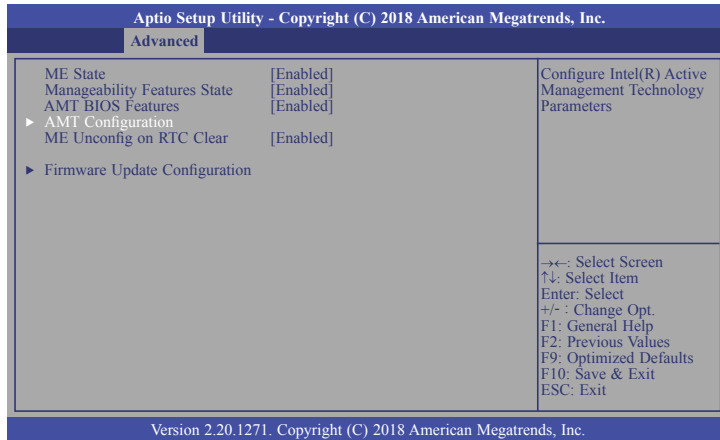 Aptio Setup Utility - Copyright (C) 2018 American Megatrends, Inc.
Advanced
ME State [Enabled]
Manageability Features State [Enabled]
AMT BIOS Features [Enabled]
▶ AMT Configuration
ME Unconfig on RTC Clear [Enabled]
▶ Firmware Update Configuration
Configure Intel(R) Active
Management Technology
Parameters
→←: Select Screen
↑↓: Select Item
Enter: Select
+/- : Change Opt.
F1: General Help
F2: Previous Values
F9: Optimized Defaults
F10: Save & Exit
ESC: Exit
Version 2.20.1271. Copyright (C) 2018 American Megatrends, Inc.